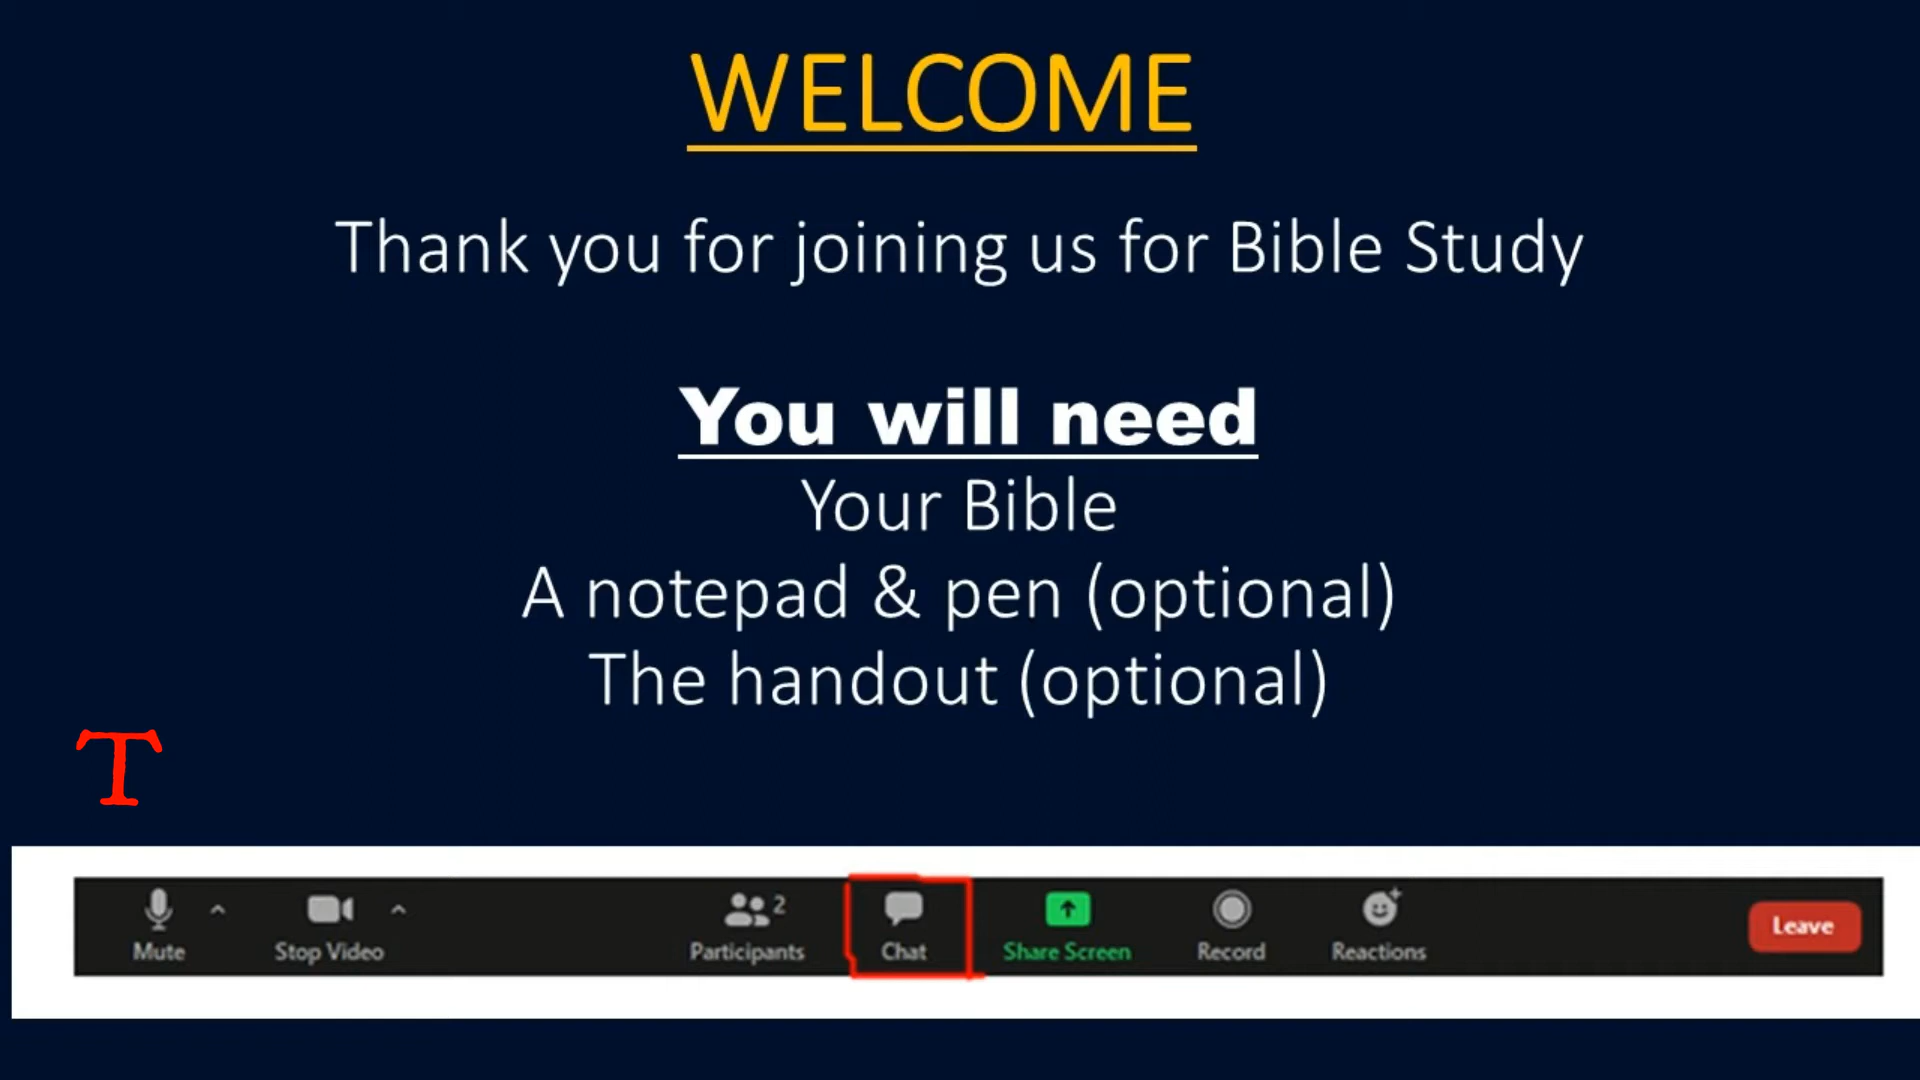 WELCOME
Thank you for joining us for Bible Study
You will need
Your Bible
A notepad & pen (optional)
The handout (optional)
T
2
Mute Stop Video Participants Chat Share Screen Record Reactions Leave